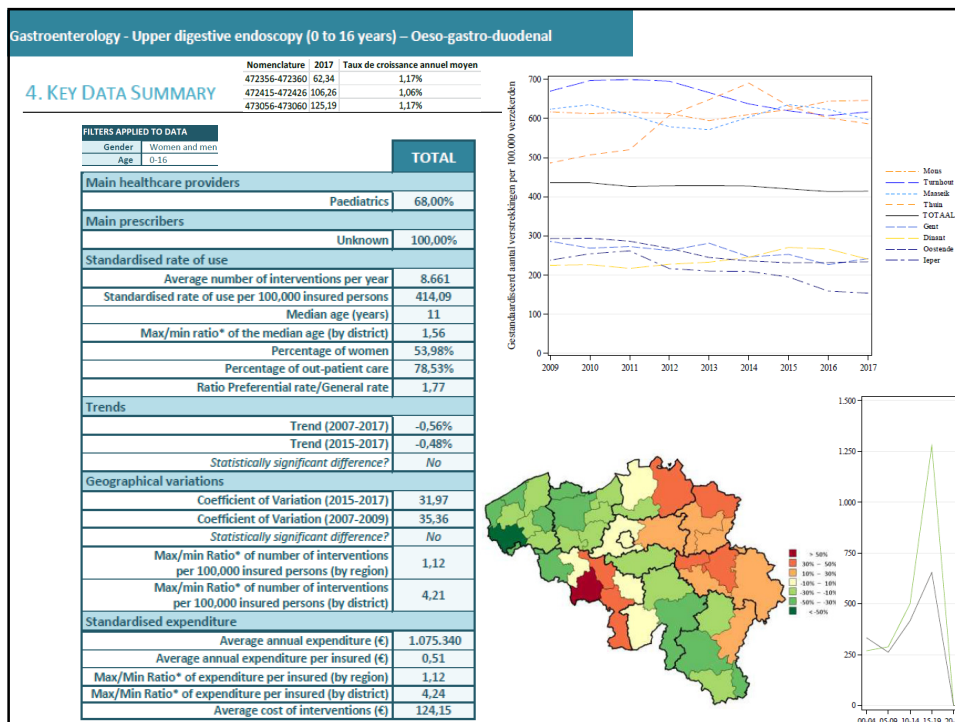 Gastroenterology - Upper digestive endoscopy (0 to 16 years) – Oeso-gastro-duodenal
4. KEY DATA SUMMARY
Nomenclature 2017 Taux de croissance annuel moyen
472356-472360 62,34 1,17%
472415-472426 106,26 1,06%
473056-473060 125,19 1,17%
FILTERS APPLIED TO DATA
Gender Women and men
Age 0-16
TOTAL
Main healthcare providers
Paediatrics 68,00%
Main prescribers
Unknown 100,00%
Standardised rate of use
Average number of interventions per year 8.661
Standardised rate of use per 100,000 insured persons 414,09
Median age (years) 11
Max/min ratio* of the median age (by district) 1,56
Percentage of women 53,98%
Percentage of out-patient care 78,53%
Ratio Preferential rate/General rate 1,77
Trends
Trend (2007-2017) -0,56%
Trend (2015-2017) -0,48%
Statistically significant difference? No
Geographical variations
Coefficient of Variation (2015-2017) 31,97
Coefficient of Variation (2007-2009) 35,36
Statistically significant difference? No
Max/min Ratio* of number of interventions
per 100,000 insured persons (by region) 1,12
Max/min Ratio* of number of interventions
per 100,000 insured persons (by district) 4,21
Standardised expenditure
Average annual expenditure (€) 1.075.340
Average annual expenditure per insured (€) 0,51
Max/Min Ratio* of expenditure per insured (by region) 1,12
Max/Min Ratio* of expenditure per insured (by district) 4,24
Average cost of interventions (€) 124,15
Gestandaardiseerd aantal verstrekkingen per 100.000 verzekerden
700
600
500
400
300
200
100
0
2009 2010 2011 2012 2013 2014 2015 2016 2017
Mons
Turnhout
Maaseik
Thuin
TOTAAL
Gent
Dinant
Oostende
Ieper
> 50%
30% – 50%
10% – 30%
-10% – 10%
-30% – -10%
-50% – -30%
< -50%
1.500
1.250
1.000
750
500
250
0
00-04 05-09 10-14 15-19 20-